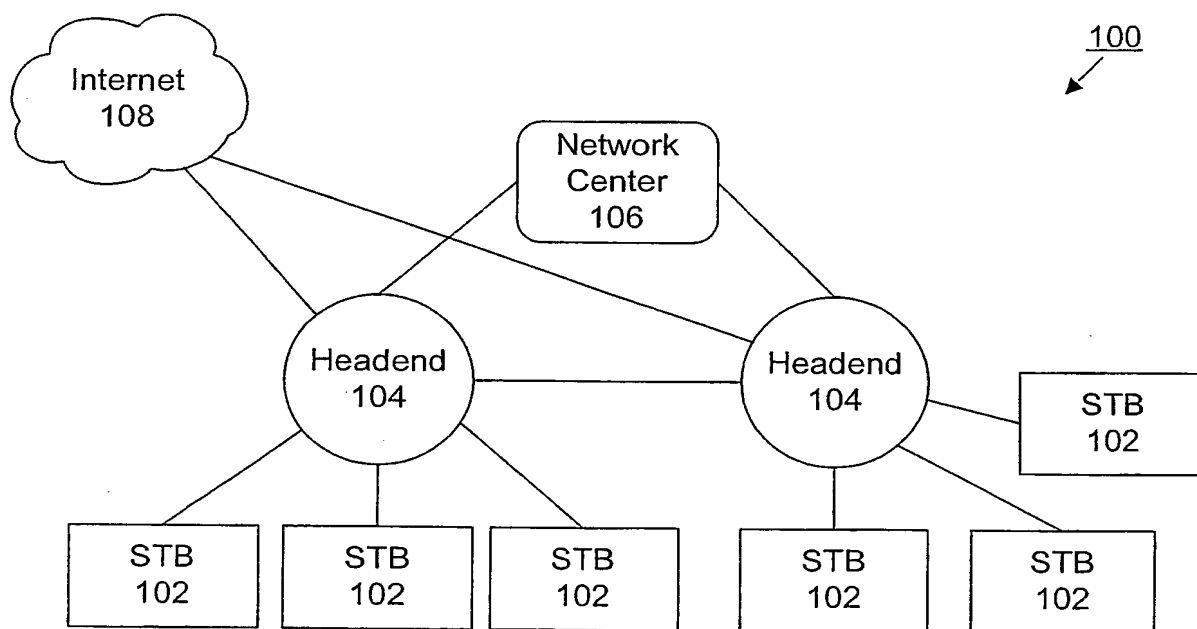 100
Internet
108
Network
Center
106
Headend
104
Headend
104
STB
102
STB
102
STB
102
STB
102
STB
102
STB
102